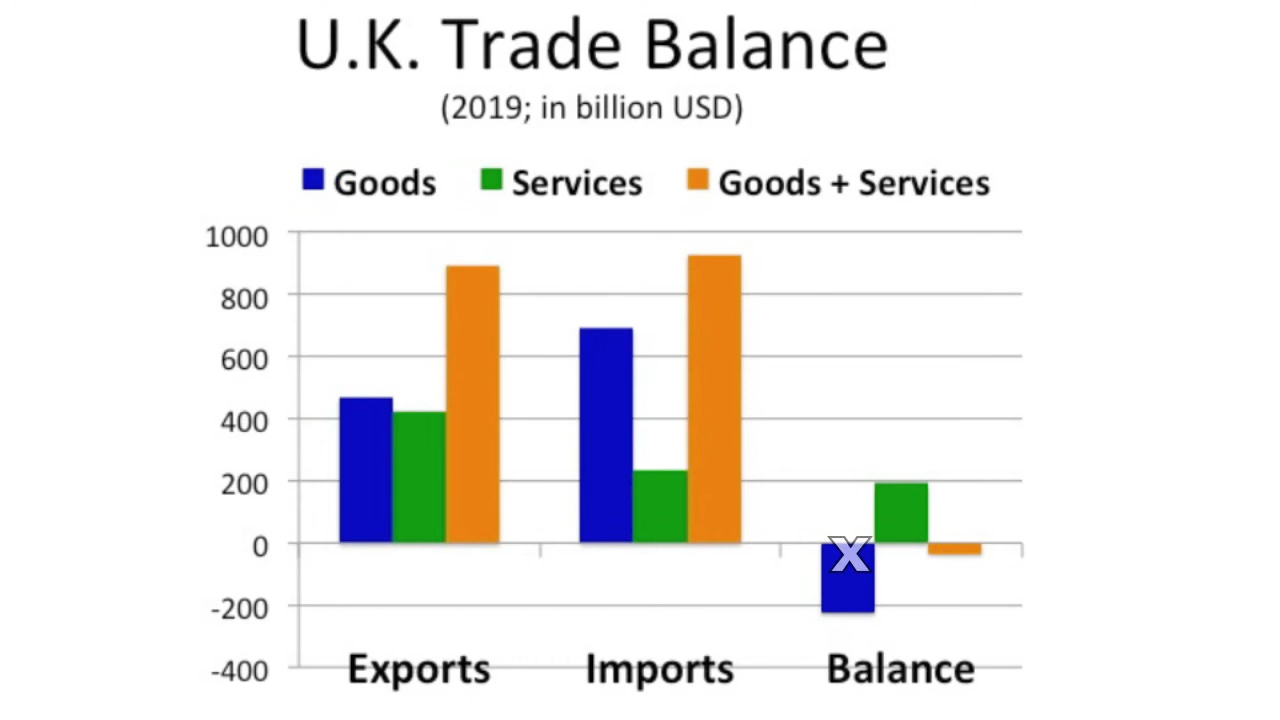 U.K. Trade Balance
(2019; in billion USD)
Goods Services Goods + Services
1000
800
600
400
200
0
-200
-400
X
Exports Imports Balance